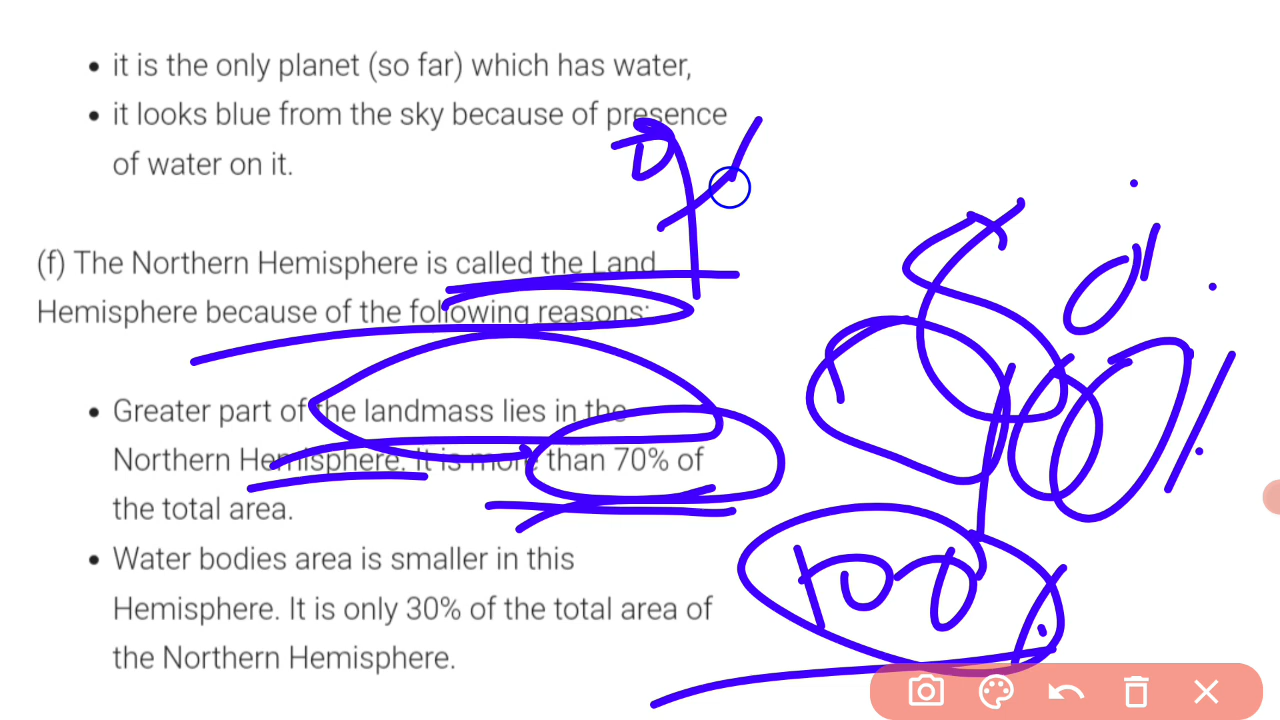 • it is the only planet (so far) which has water,
• it looks blue from the sky because of presence
of water on it.
(f) The Northern Hemisphere is called the Land
Hemisphere because of the following reasons:
• Greater part of the landmass lies in the
Northern Hemisphere. It is more than 70% of
the total area.
• Water bodies area is smaller in this
Hemisphere. It is only 30% of the total area of
the Northern Hemisphere.